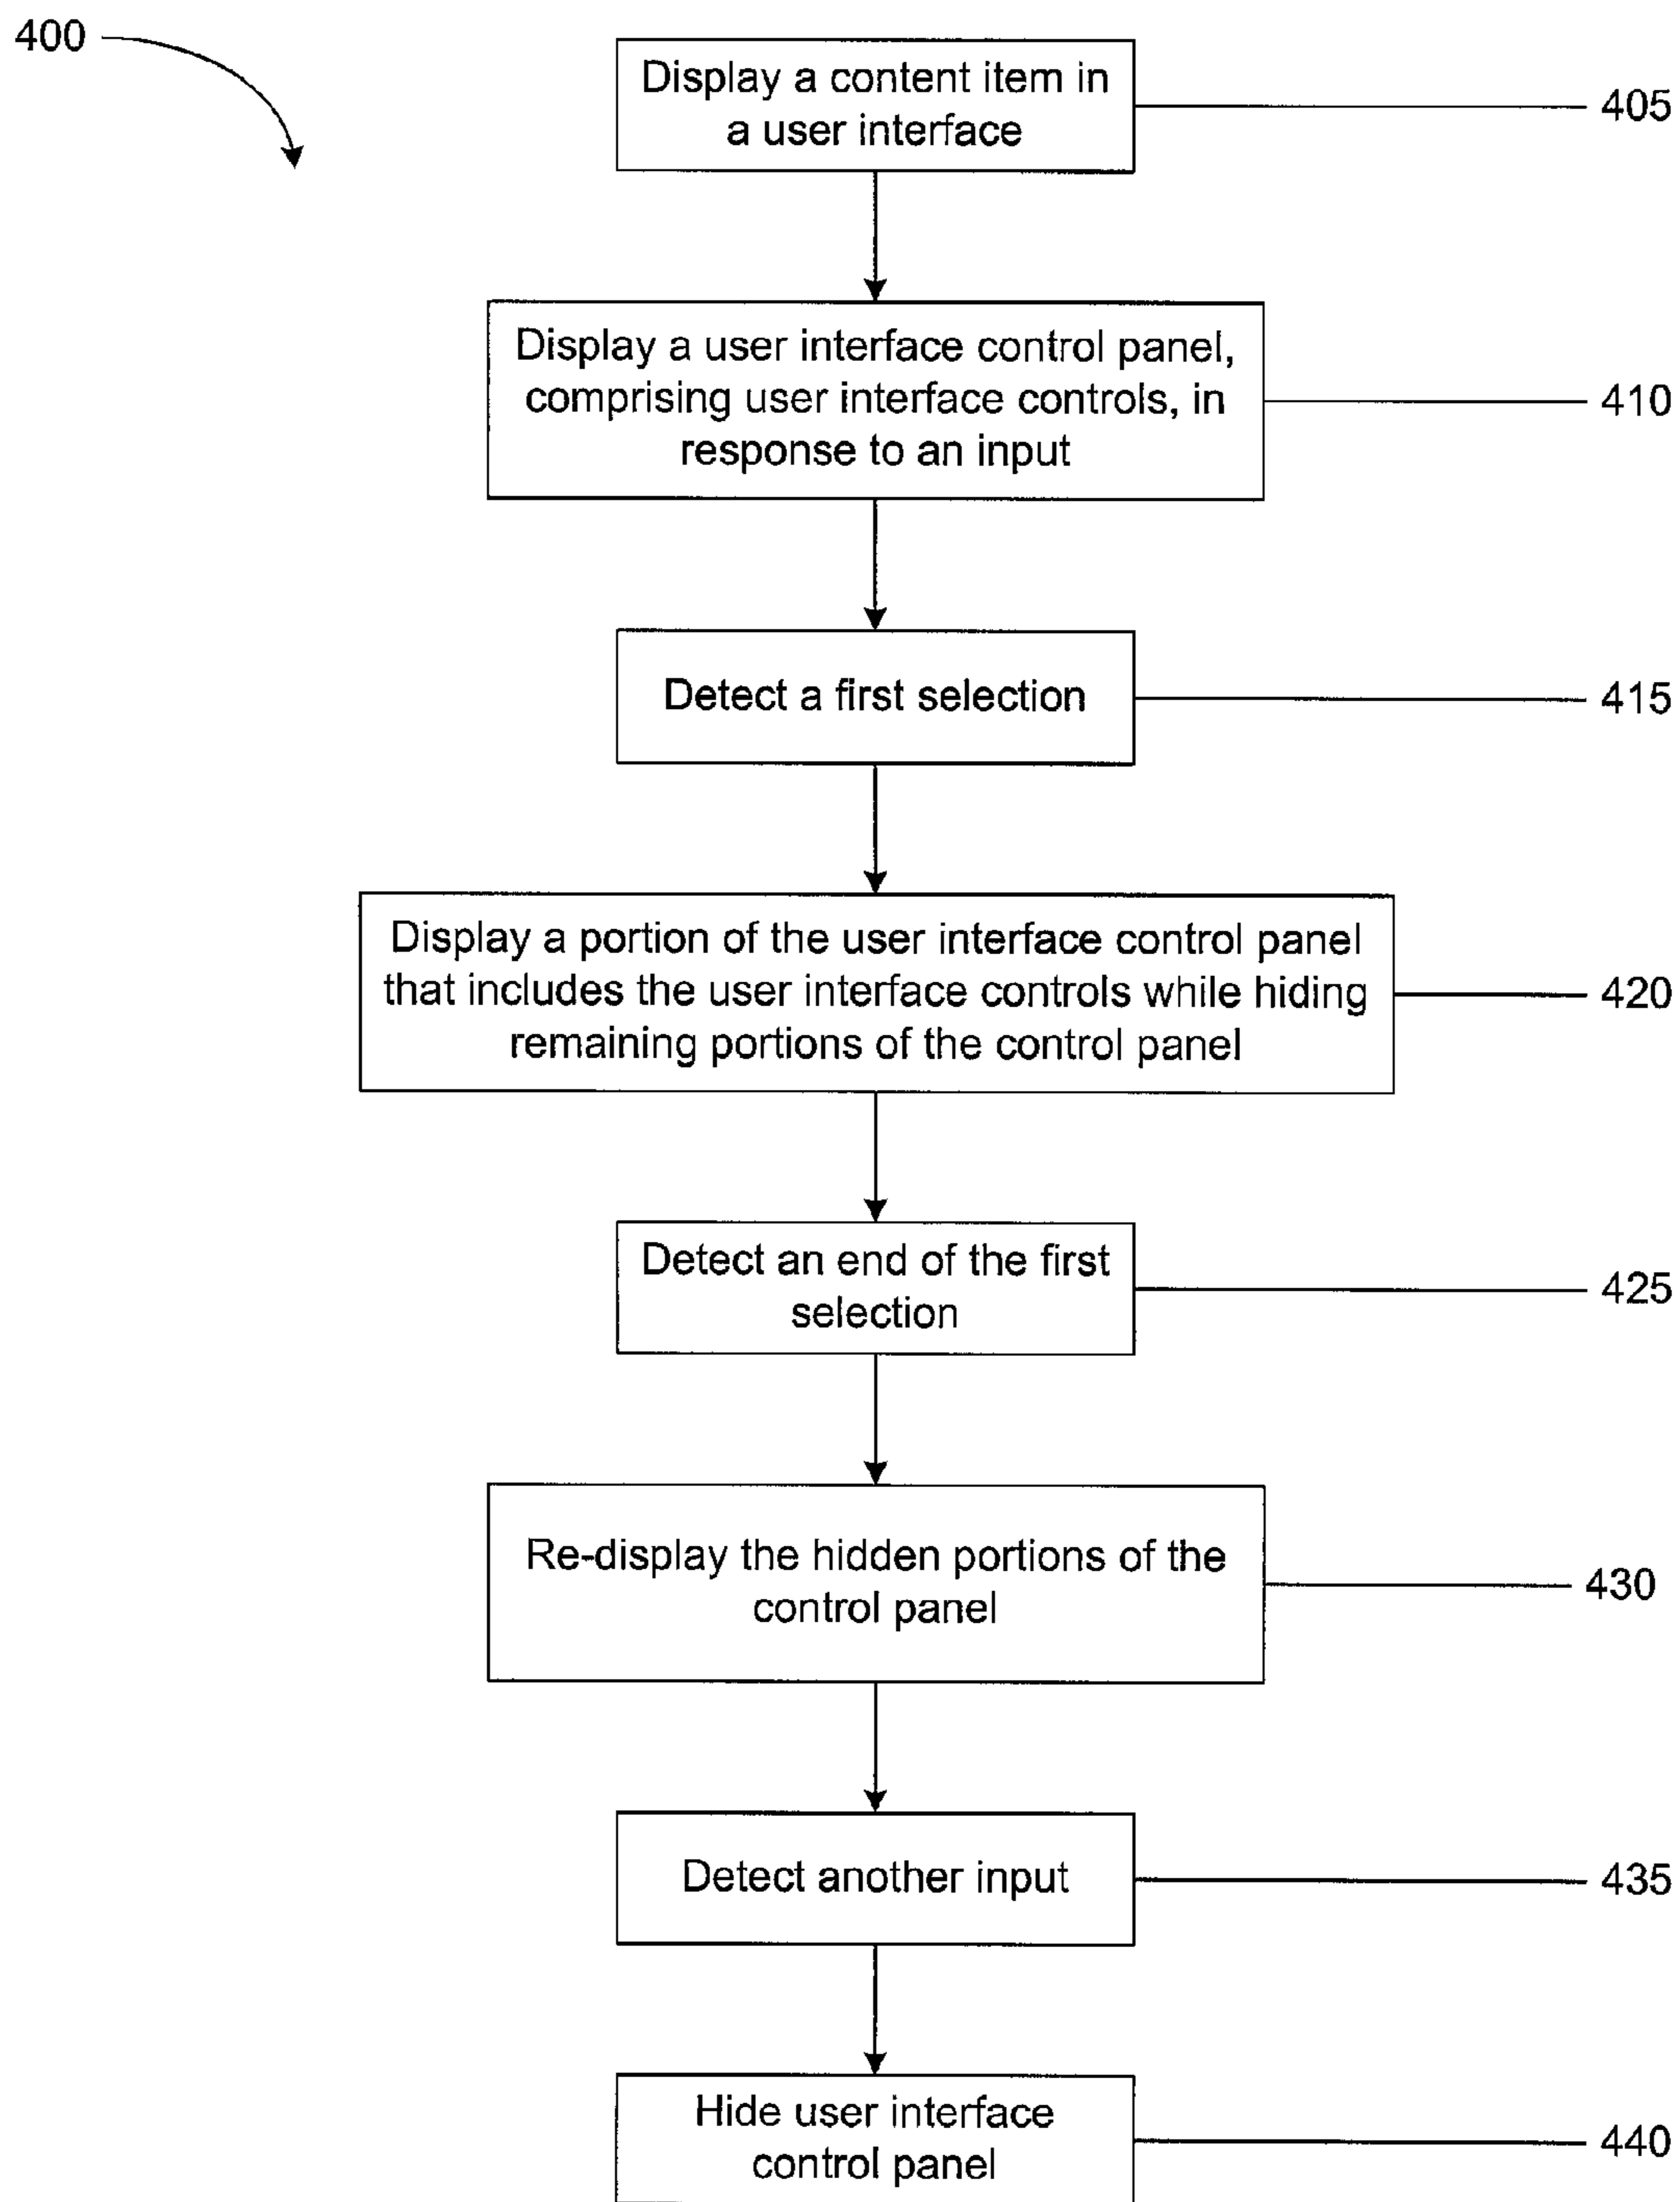 400
Display a content item in
a user interface
405
Display a user interface control panel,
comprising user interface controls, in
response to an input
410
Detect a first selection
415
Display a portion of the user interface control panel
that includes the user interface controls while hiding
remaining portions of the control panel
420
Detect an end of the first
selection
425
Re-display the hidden portions of the
control panel
430
Detect another input
435
Hide user interface
control panel
440